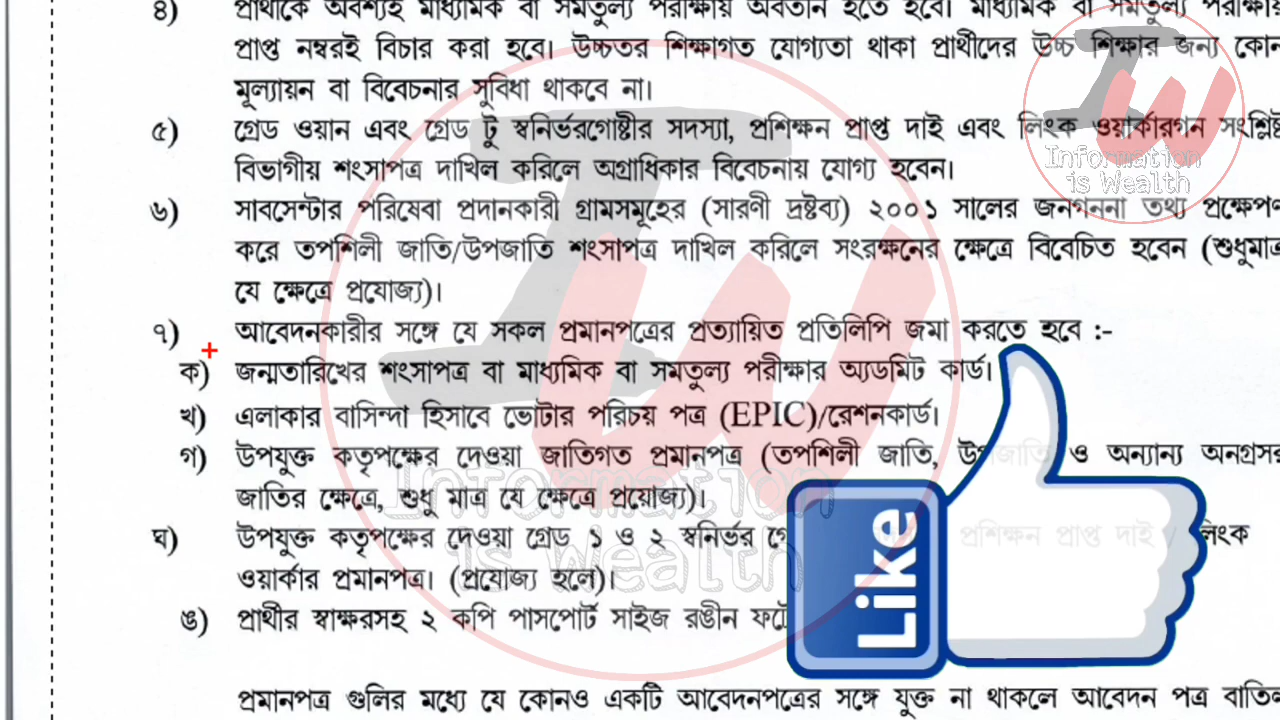 ৪) প্রার্থীকে অবশ্যই মাধ্যমিক বা সমতুল্য পরীক্ষায় অবতীর্ন হতে হবে। মাধ্যমিক বা সমতুল্য পরীক্ষায়
প্রাপ্ত নম্বরই বিচার করা হবে। উচ্চতর শিক্ষাগত যোগ্যতা থাকা প্রার্থীদের উচ্চ শিক্ষার জন্য কোন
মূল্যায়ন বা বিবেচনার সুবিধা থাকবে না।
৫) গ্রেড ওয়ান এবং গ্রেড টু স্বনির্ভরগোষ্ঠীর সদস্যা, প্রশিক্ষন প্রাপ্ত দাই এবং লিংক ওয়ার্কারগন সংশ্লিষ্ট
বিভাগীয় শংসাপত্র দাখিল করিলে অগ্রাধিকার বিবেচনায় যোগ্য হবেন।
Information
is Wealth
৬) সাবসেন্টার পরিষেবা প্রদানকারী গ্রামসমূহের (সারণী দ্রষ্টব্য) ২০০১ সালের জনগননা তথ্য প্রক্ষেপণ
করে তপশিলী জাতি/উপজাতি শংসাপত্র দাখিল করিলে সংরক্ষনের ক্ষেত্রে বিবেচিত হবেন (শুধুমাত্র
যে ক্ষেত্রে প্রযোজ্য)।
৭) আবেদনকারীর সঙ্গে যে সকল প্রমানপত্রের প্রত্যায়িত প্রতিলিপি জমা করতে হবে :-
ক) জন্মতারিখের শংসাপত্র বা মাধ্যমিক বা সমতুল্য পরীক্ষার অ্যডমিট কার্ড।
খ) এলাকার বাসিন্দা হিসাবে ভোটার পরিচয় পত্র (EPIC)/রেশনকার্ড।
গ) উপযুক্ত কতৃপক্ষের দেওয়া জাতিগত প্রমানপত্র (তপশিলী জাতি, উপজাতি ও অন্যান্য অনগ্রসর
জাতির ক্ষেত্রে, শুধু মাত্র যে ক্ষেত্রে প্রয়োজ্য)।
Information
is Wealth
ঘ) উপযুক্ত কতৃপক্ষের দেওয়া গ্রেড ১ ও ২ স্বনির্ভর প্রশিক্ষন প্রাপ্ত দাই / লিংক
ওয়ার্কার প্রমানপত্র। (প্রযোজ্য হলে)।
ঙ) প্রার্থীর স্বাক্ষরসহ ২ কপি পাসপোর্ট সাইজ রঙীন
Like
প্রমানপত্র গুলির মধ্যে যে কোনও একটি আবেদনপত্রের সঙ্গে যুক্ত না থাকলে আবেদন পত্র বাতিল